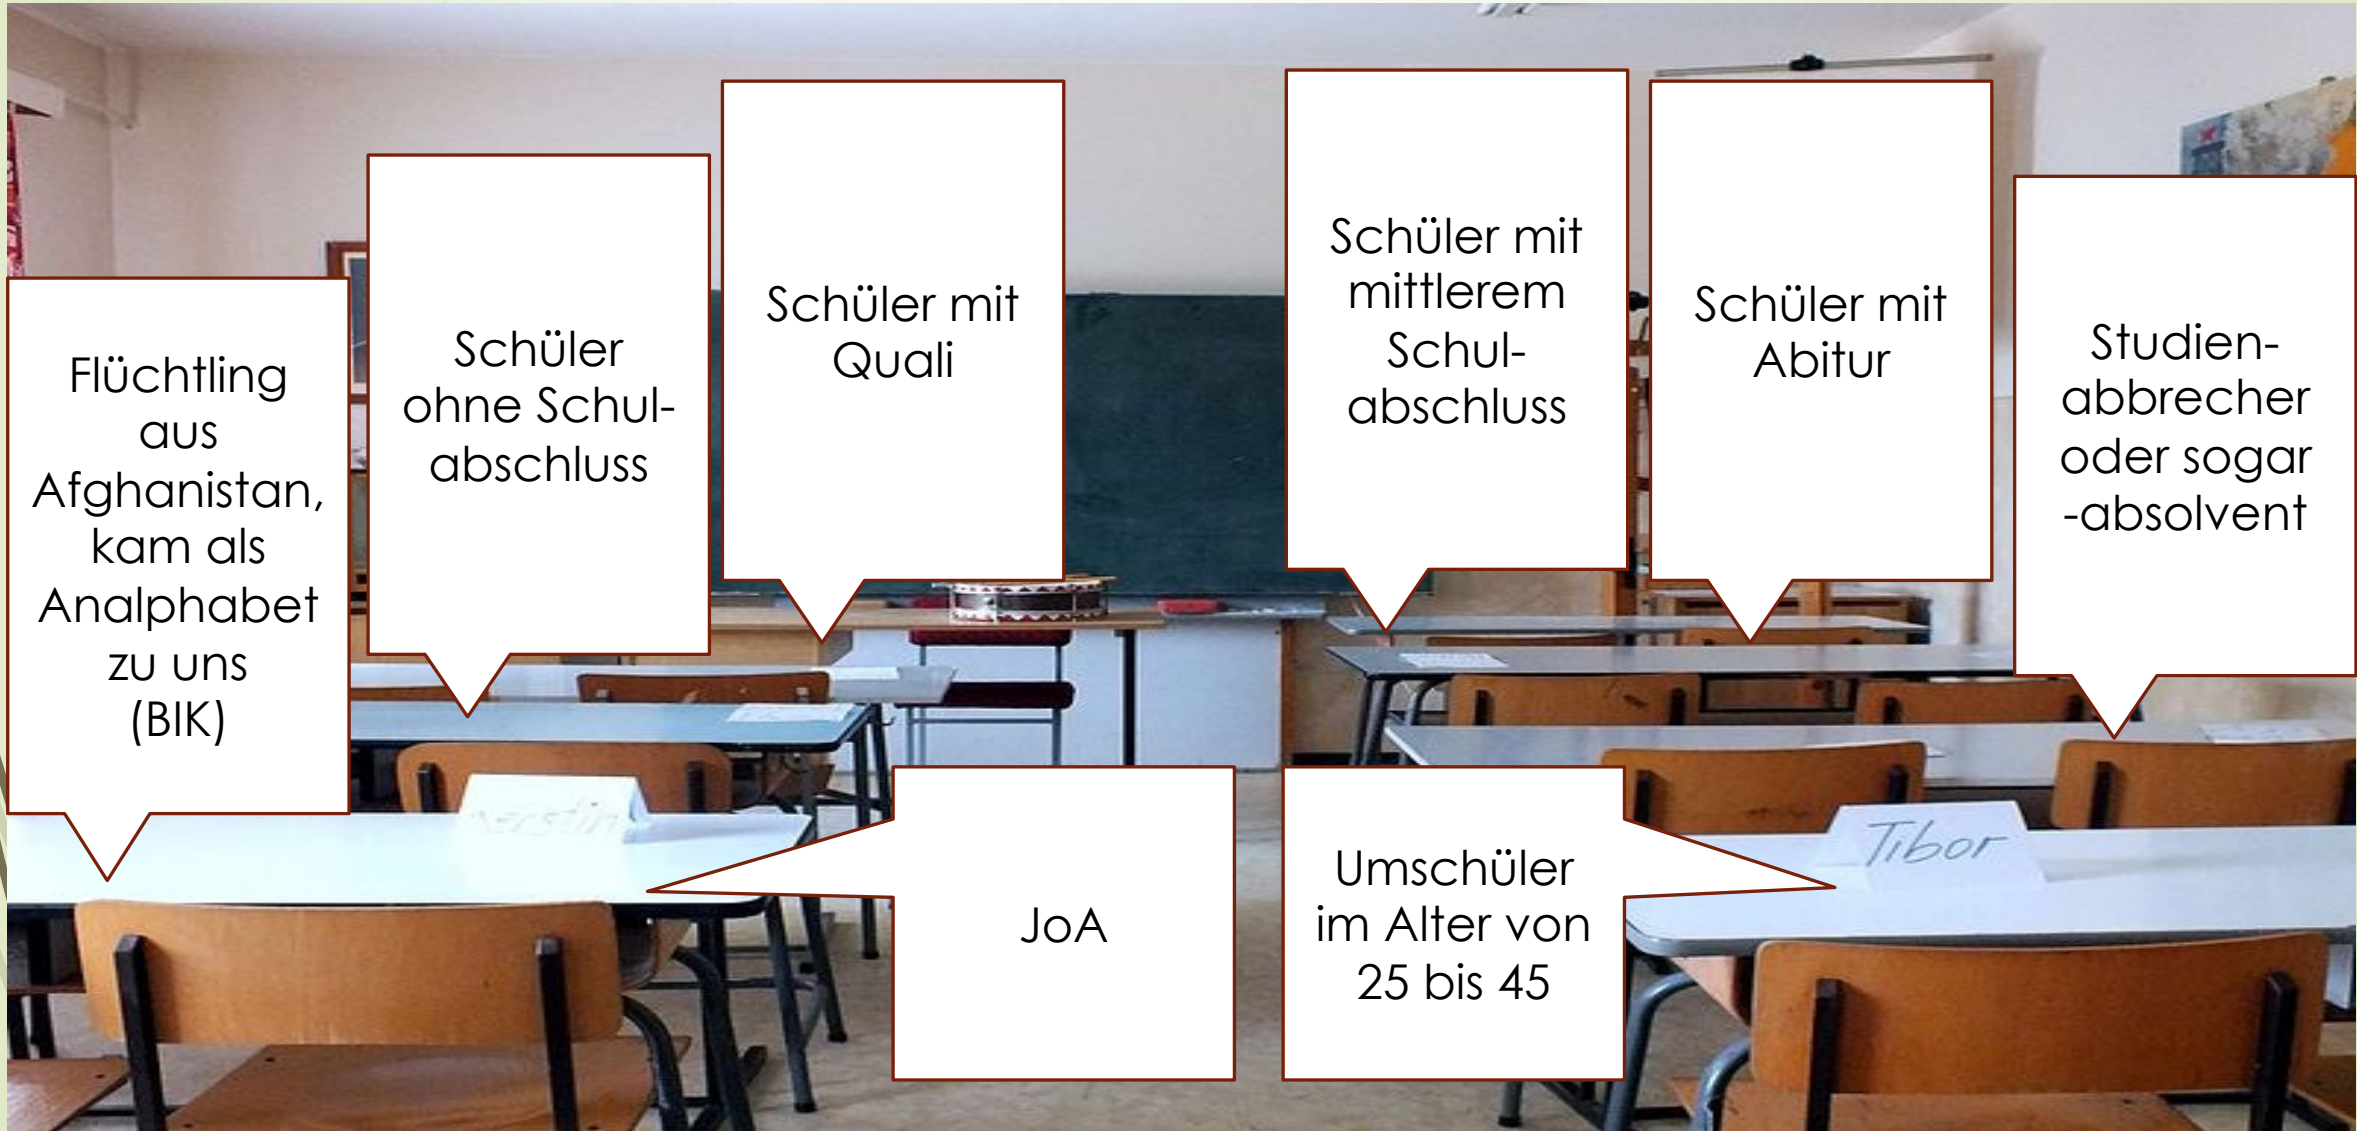 Flüchtling
aus
Afghanistan,
kam als
Analphabet
zu uns
(BIK)
Schüler
ohne Schul-
abschluss
Schüler mit
Quali
Schüler mit
mittlerem
Schul-
abschluss
Schüler mit
Abitur
Studien-
abbrecher
oder sogar
-absolvent
JoA
Umschüler
im Alter von
25 bis 45
Kerstin
Tibor